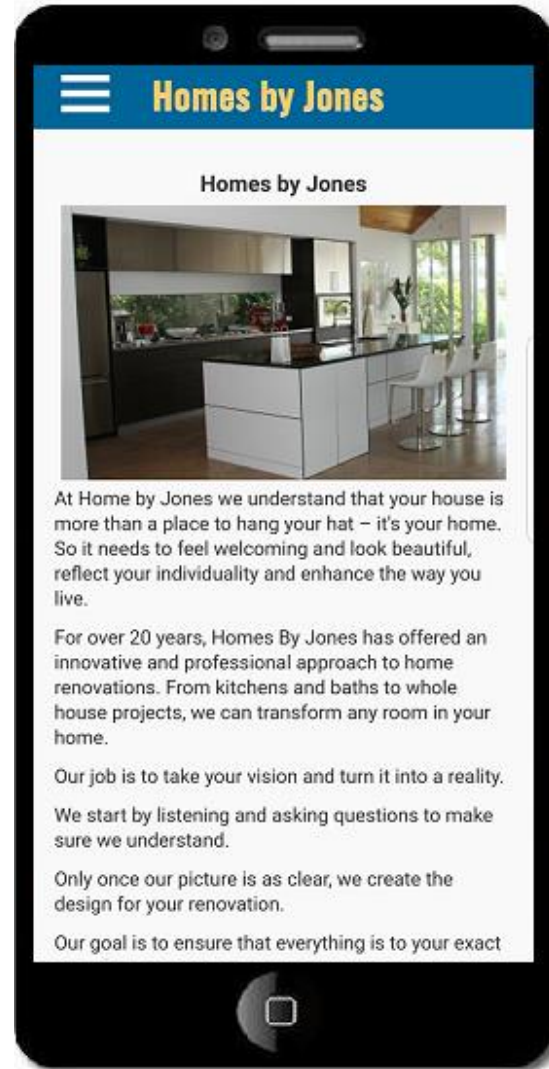 Homes by Jones
Homes by Jones
At Home by Jones we understand that your house is
more than a place to hang your hat – it's your home.
So it needs to feel welcoming and look beautiful,
reflect your individuality and enhance the way you
live.
For over 20 years, Homes By Jones has offered an
innovative and professional approach to home
renovations. From kitchens and baths to whole
house projects, we can transform any room in your
home.
Our job is to take your vision and turn it into a reality.
We start by listening and asking questions to make
sure we understand.
Only once our picture is as clear, we create the
design for your renovation.
Our goal is to ensure that everything is to your exact